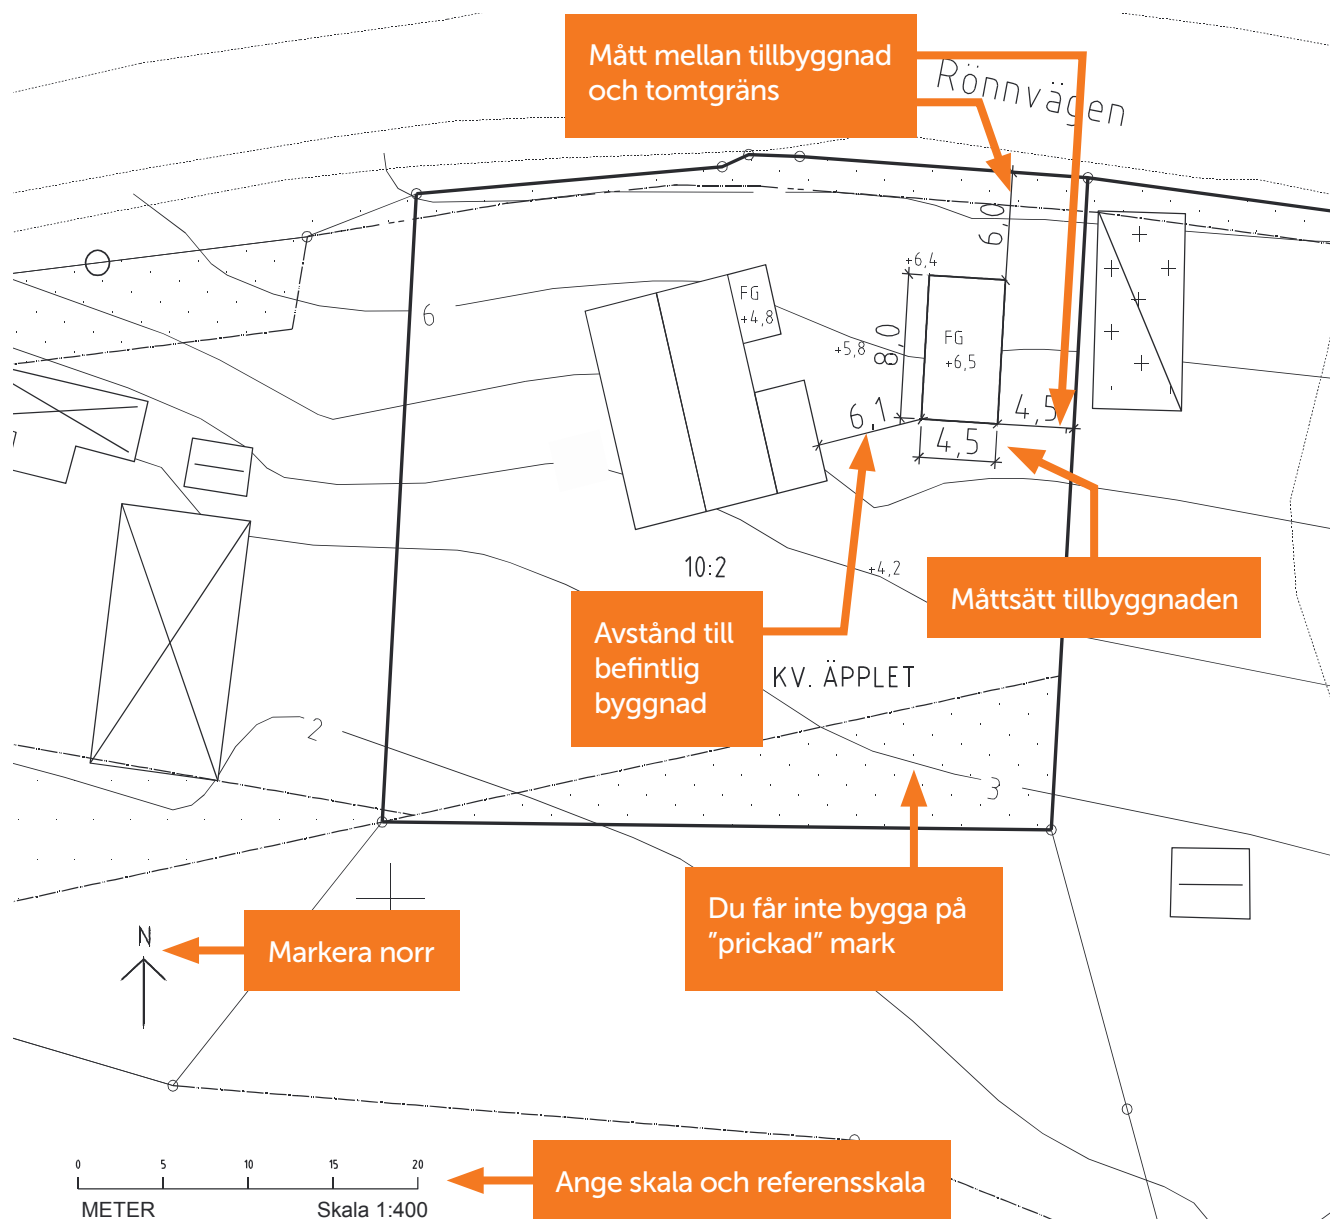 Mått mellan tillbyggnad
och tomtgräns
Rönnvägen
6,0
+6,4
6
FG
+4,8
8,0
+5,8
FG
+6,5
6,1
4,5
4,5
10:2
+4,2
Måttsätt tillbyggnaden
Avstånd till
befintlig
byggnad
KV. ÄPPLET
2
3
Du får inte bygga på
”prickad” mark
N
Markera norr
0 5 10 15 20
METER Skala 1:400
Ange skala och referensskala